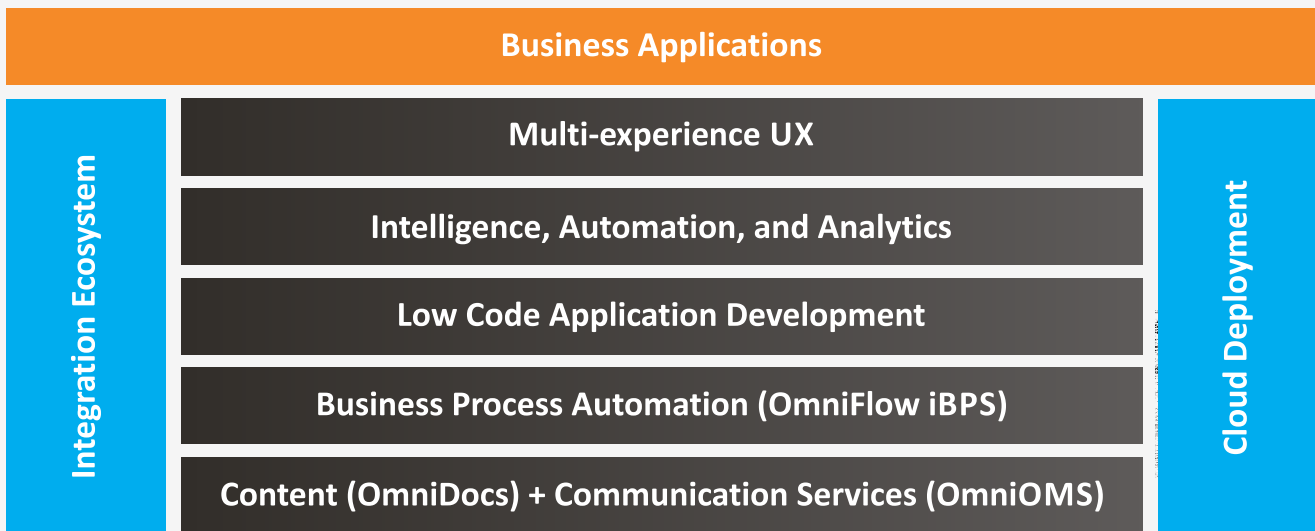 Business Applications
Integration Ecosystem
Multi-experience UX
Intelligence, Automation, and Analytics
Low Code Application Development
Business Process Automation (OmniFlow iBPS)
Content (OmniDocs) + Communication Services (OmniOMS)
Cloud Deployment